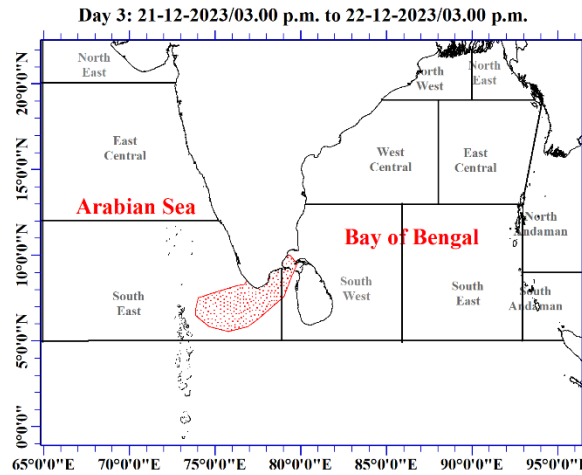 Day 3: 21-12-2023/03.00 p.m. to 22-12-2023/03.00 p.m.
North East
North West
North East
East Central
West Central
East Central
Arabian Sea
Bay of Bengal
North Andaman
South East
South West
South East
South Andaman
20°0'0"N
15°0'0"N
10°0'0"N
5°0'0"N
0°0'0"
65°0'0"E 70°0'0"E 75°0'0"E 80°0'0"E 85°0'0"E 90°0'0"E 95°0'0"E